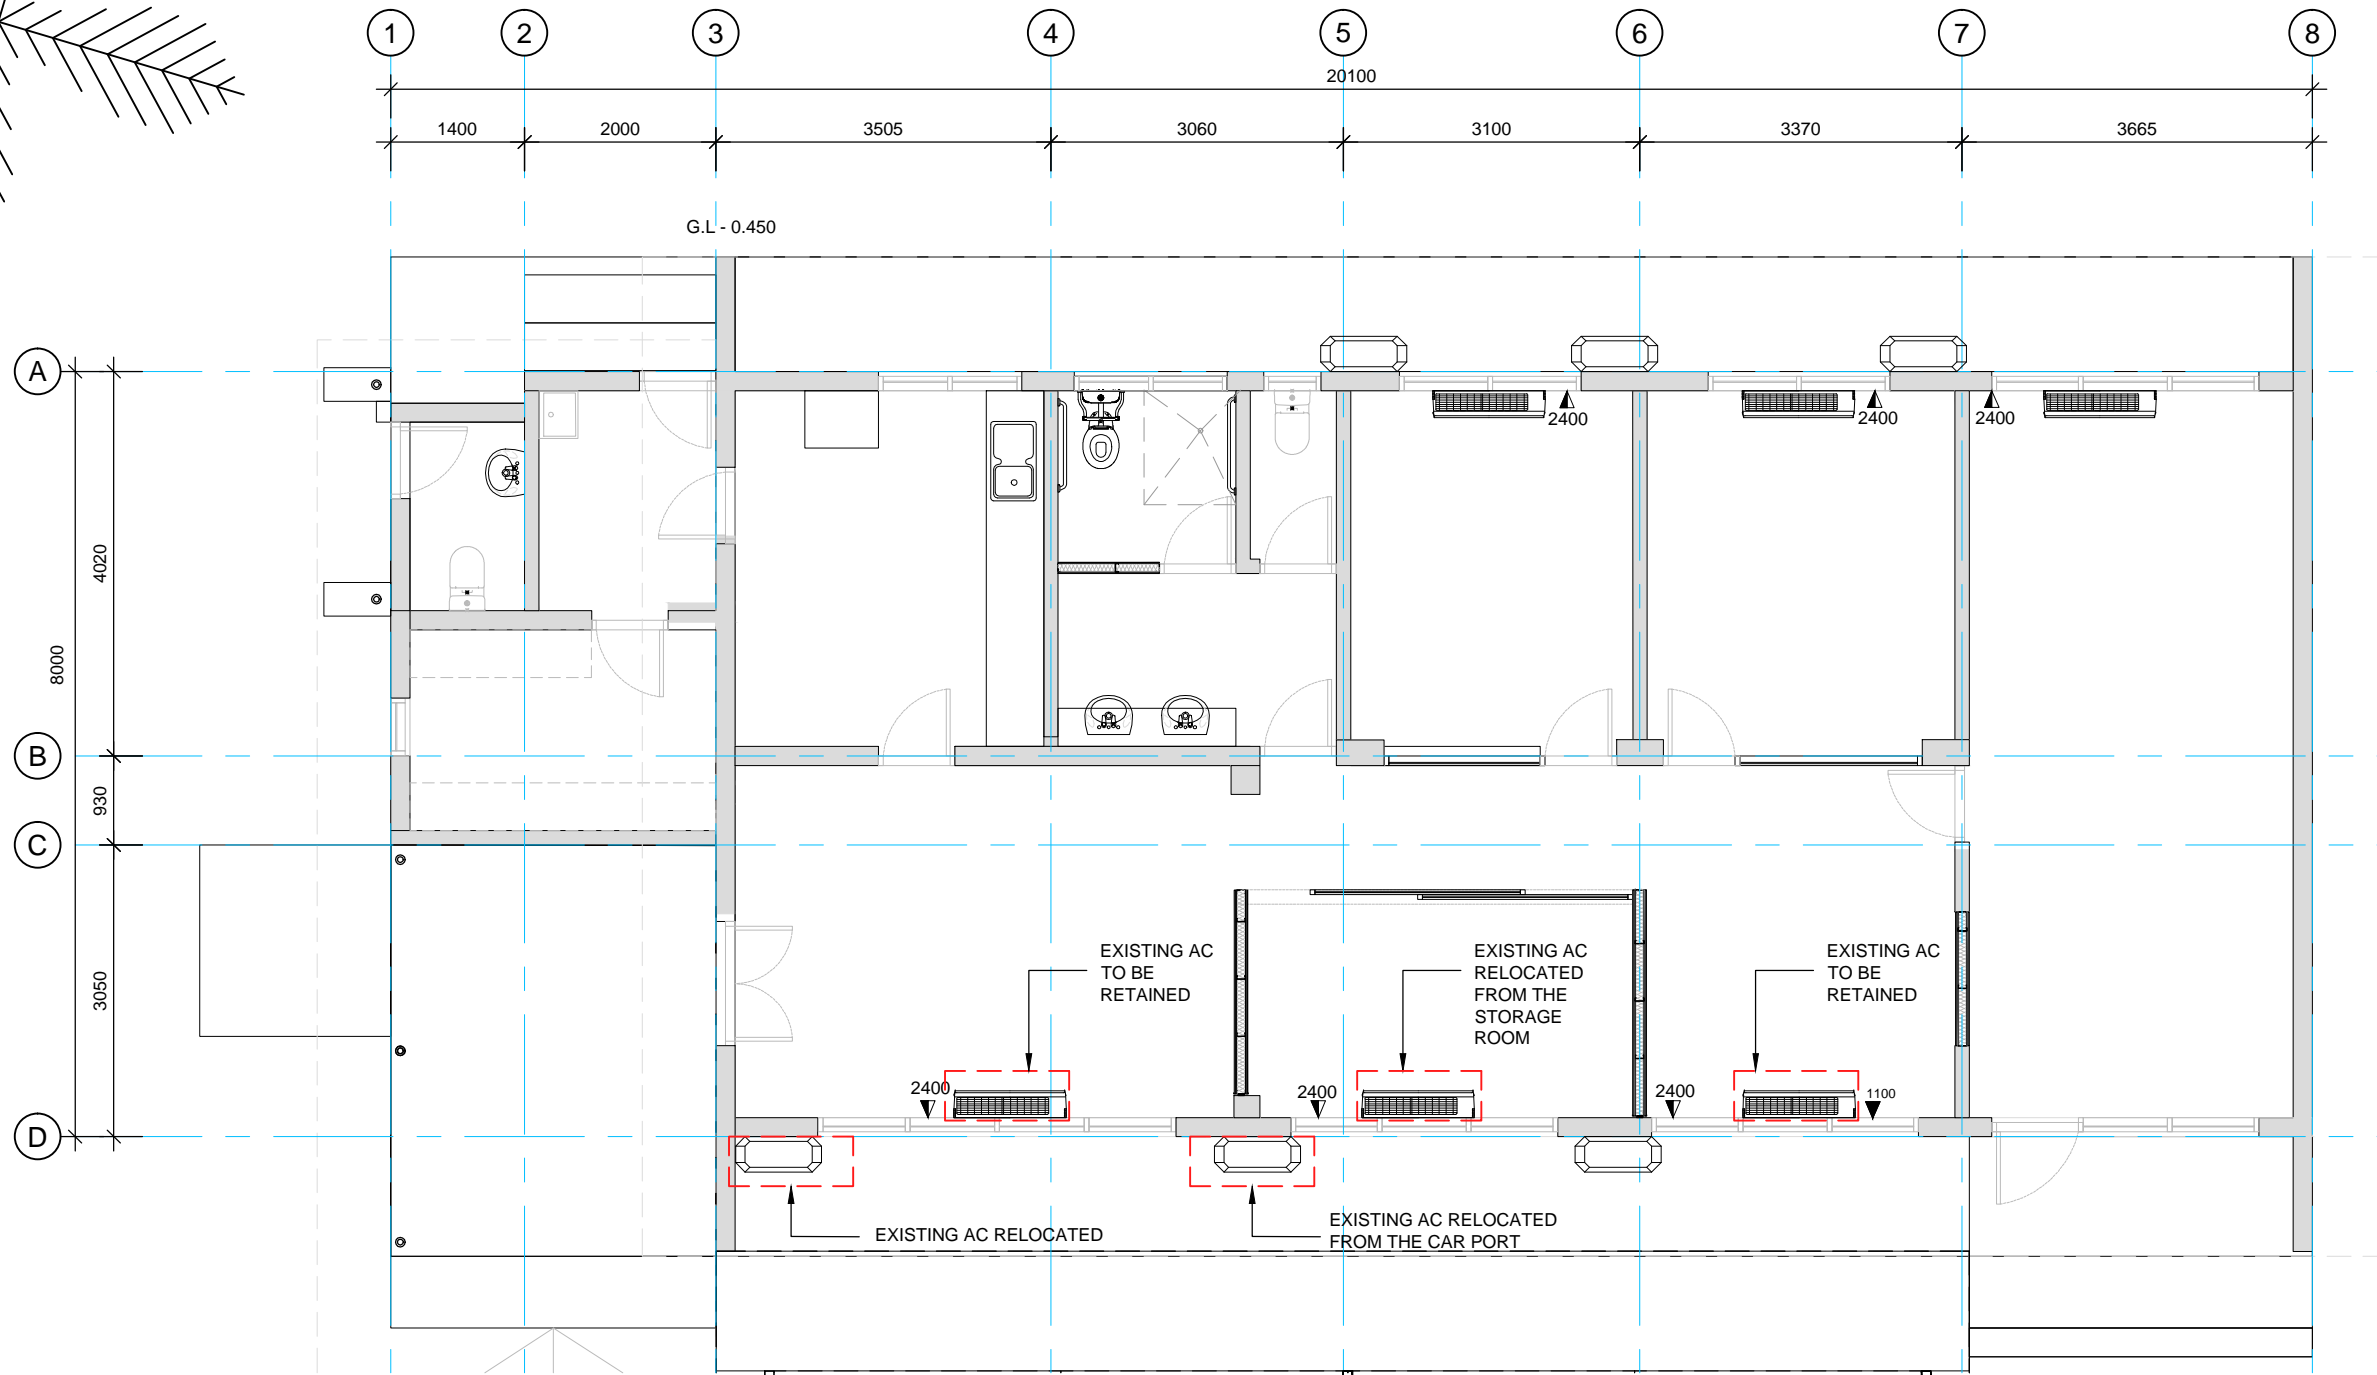 1 2 3 4 5 6 7 8
20100
1400 2000 3505 3060 3100 3370 3665
G.L - 0.450
A
2400 2400 2400
4020
8000
B
930
C
3050
EXISTING AC
TO BE
RETAINED
EXISTING AC
RELOCATED
FROM THE
STORAGE
ROOM
EXISTING AC
TO BE
RETAINED
2400 2400 2400 1100
D
EXISTING AC RELOCATED
EXISTING AC RELOCATED
FROM THE CAR PORT